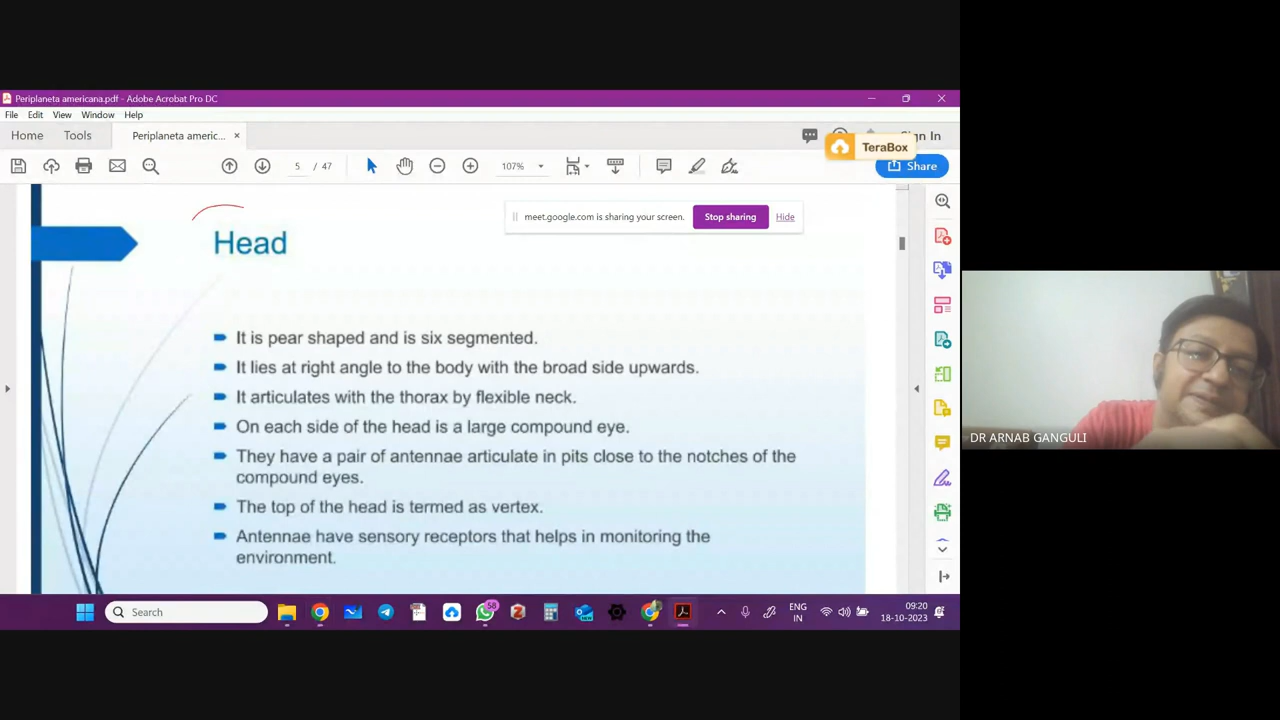 Periplaneta americana.pdf - Adobe Acrobat Pro DC
File Edit View Window Help
Home Tools Periplaneta americ... × Sign In
TeraBox
5 / 47 107% Share
meet.google.com is sharing your screen. Stop sharing Hide
Head
It is pear shaped and is six segmented.
It lies at right angle to the body with the broad side upwards.
It articulates with the thorax by flexible neck.
On each side of the head is a large compound eye.
They have a pair of antennae articulate in pits close to the notches of the
compound eyes.
The top of the head is termed as vertex.
Antennae have sensory receptors that helps in monitoring the
environment.
DR ARNAB GANGULI
Search 58 ENG 09:20
IN 18-10-2023